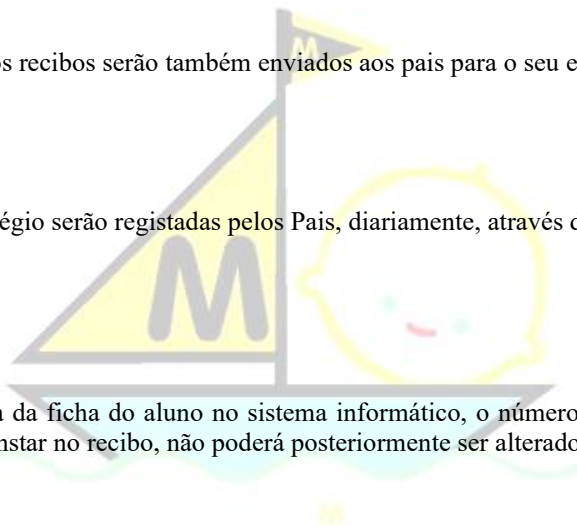 M
os recibos serão também enviados aos pais para o seu e
égio serão registadas pelos Pais, diariamente, através
M
da ficha do aluno no sistema informático, o número
nstar no recibo, não poderá posteriormente ser alterado
M